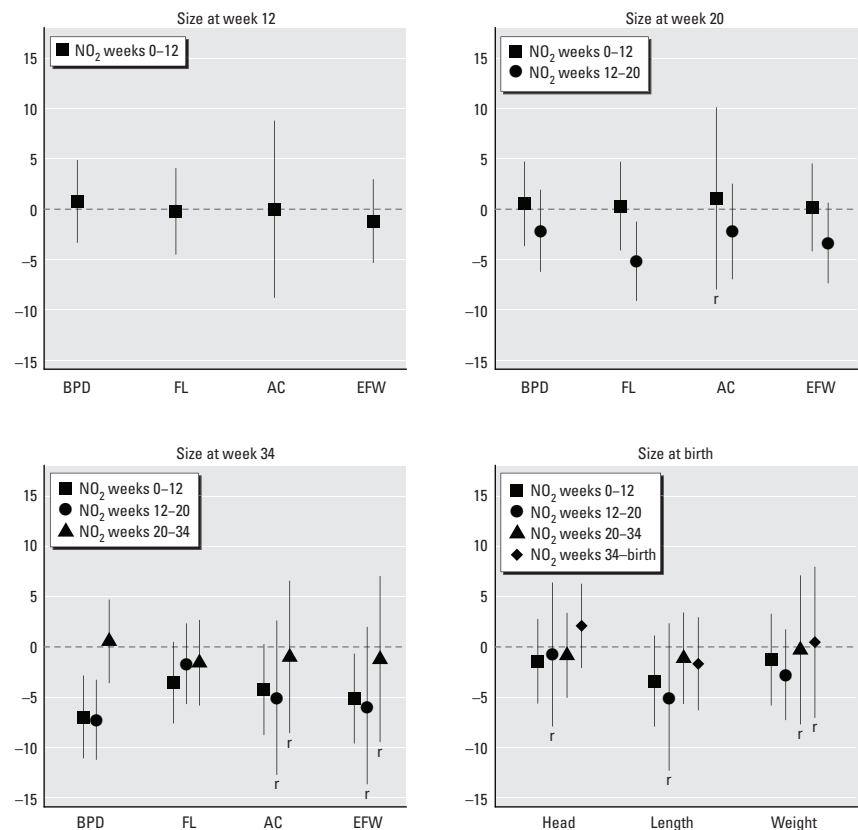 Size at week 12
NO2 weeks 0–12
15
10
5
0
–5
–10
–15
BPD FL AC EFW
Size at week 20
NO2 weeks 0–12
NO2 weeks 12–20
15
10
5
0
–5
–10
–15
r
BPD FL AC EFW
Size at week 34
NO2 weeks 0–12
NO2 weeks 12–20
NO2 weeks 20–34
15
10
5
0
–5
–10
–15
r r r r
BPD FL AC EFW
Size at birth
NO2 weeks 0–12
NO2 weeks 12–20
NO2 weeks 20–34
NO2 weeks 34–birth
15
10
5
0
–5
–10
–15
r r r r
Head Length Weight